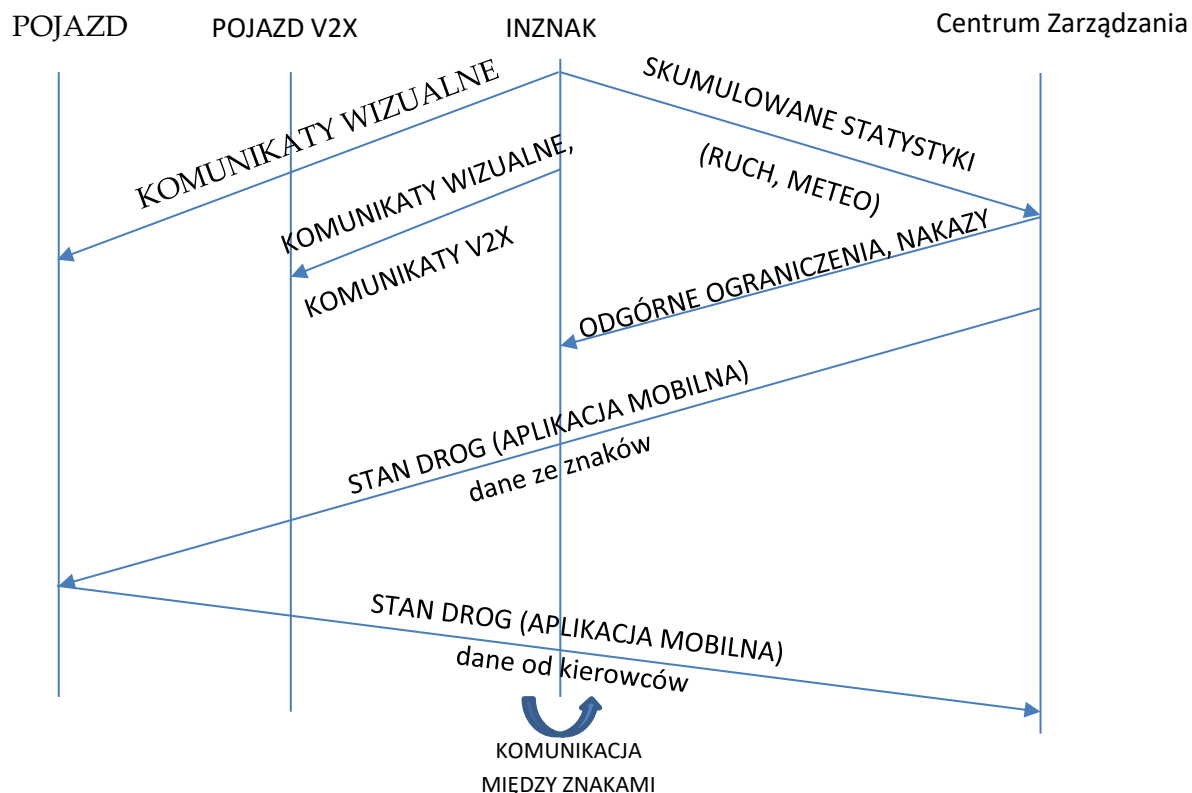 POJAZD
POJAZD V2X
INZNAK
Centrum Zarządzania
KOMUNIKATY WIZUALNE
SKUMULOWANE STATYSTYKI
(RUCH, METEO)
KOMUNIKATY WIZUALNE,
KOMUNIKATY V2X
ODGÓRNE OGRANICZENIA, NAKAZY
STAN DROG (APLIKACJA MOBILNA)
dane ze znaków
STAN DROG (APLIKACJA MOBILNA)
dane od kierowców
KOMUNIKACJA
MIĘDZY ZNAKAMI